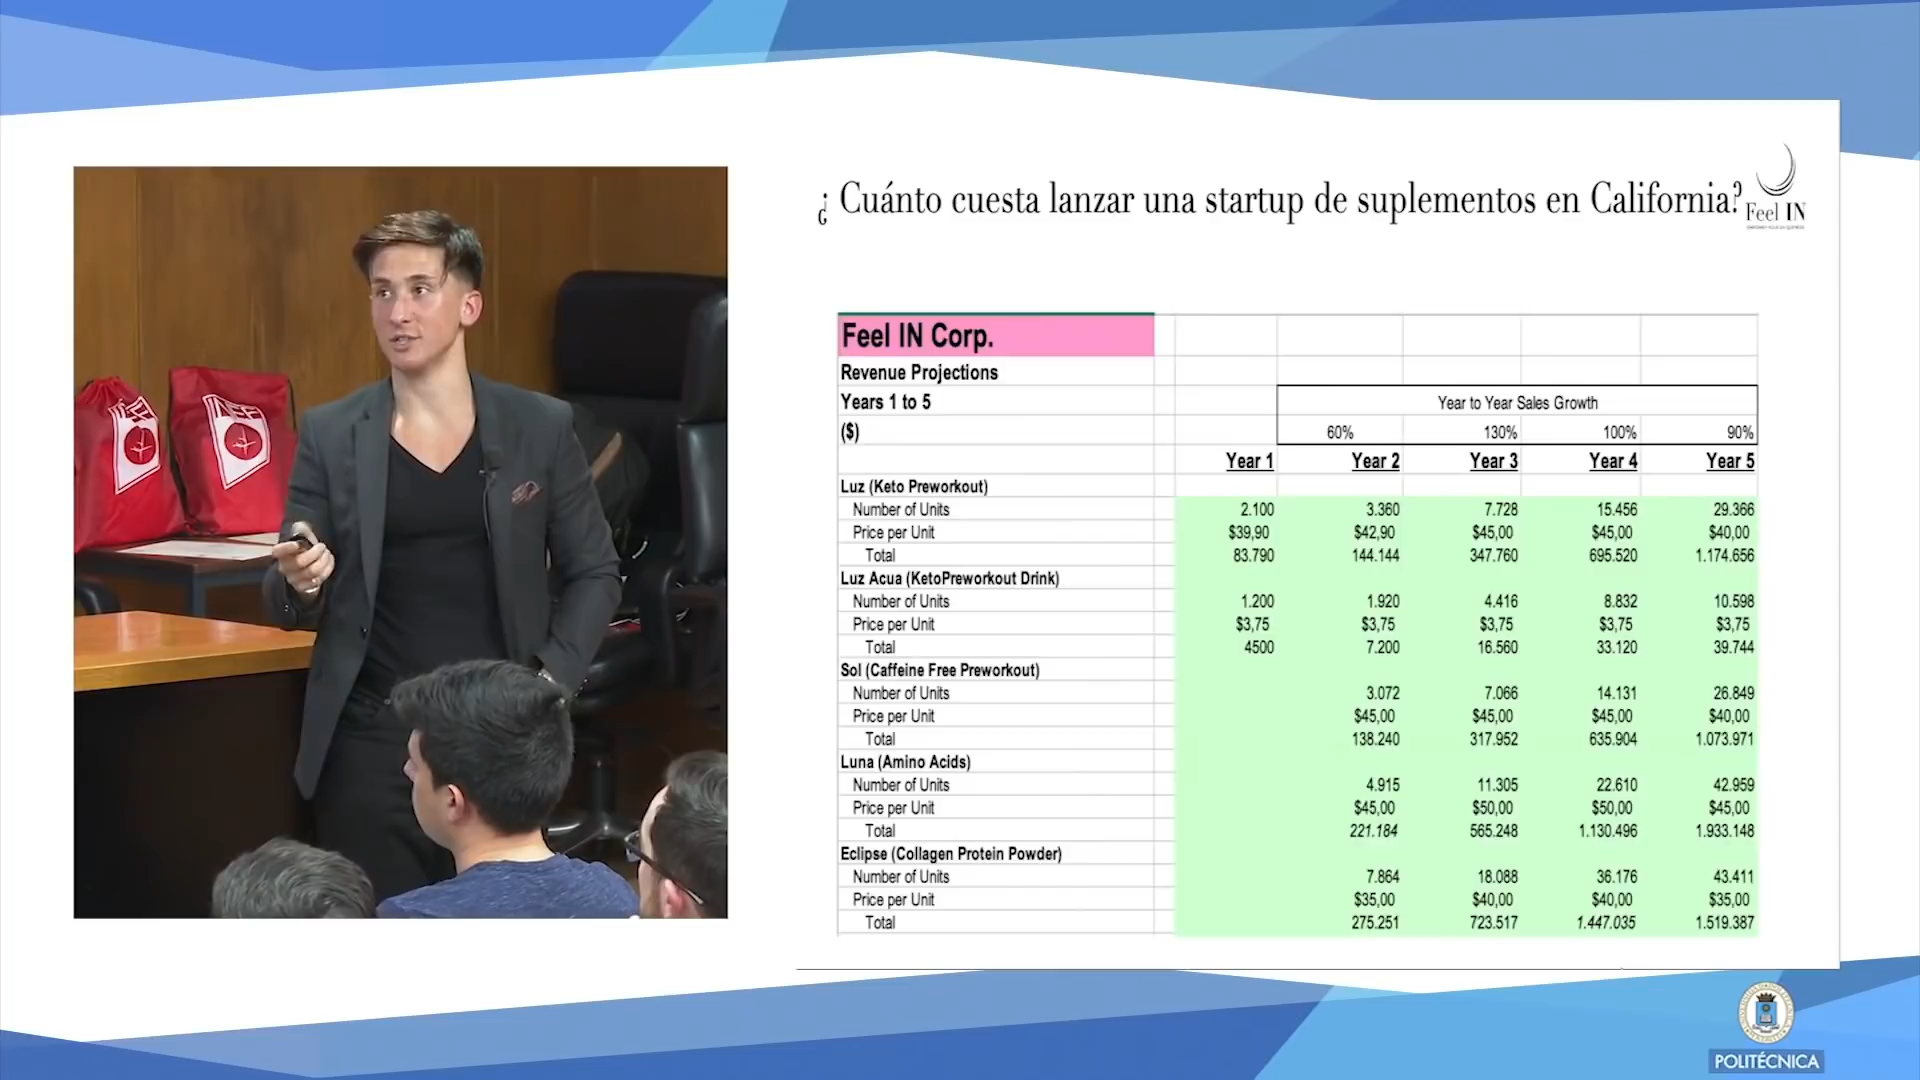 ¿ Cuánto cuesta lanzar una startup de suplementos en California?
Feel IN
Feel IN Corp.
Revenue Projections
Years 1 to 5 Year to Year Sales Growth
($) 60% 130% 100% 90%
Year 1 Year 2 Year 3 Year 4 Year 5
Luz (Keto Preworkout)
Number of Units 2.100 3.360 7.728 15.456 29.366
Price per Unit $39,90 $42,90 $45,00 $45,00 $40,00
Total 83.790 144.144 347.760 695.520 1.174.656
Luz Acua (KetoPreworkout Drink)
Number of Units 1.200 1.920 4.416 8.832 10.598
Price per Unit $3,75 $3,75 $3,75 $3,75 $3,75
Total 4500 7.200 16.560 33.120 39.744
Sol (Caffeine Free Preworkout)
Number of Units 3.072 7.066 14.131 26.849
Price per Unit $45,00 $45,00 $45,00 $40,00
Total 138.240 317.952 635.904 1.073.971
Luna (Amino Acids)
Number of Units 4.915 11.305 22.610 42.959
Price per Unit $45,00 $50,00 $50,00 $45,00
Total 221.184 565.248 1.130.496 1.933.148
Eclipse (Collagen Protein Powder)
Number of Units 7.864 18.088 36.176 43.411
Price per Unit $35,00 $40,00 $40,00 $35,00
Total 275.251 723.517 1.447.035 1.519.387
INEF
POLITÉCNICA